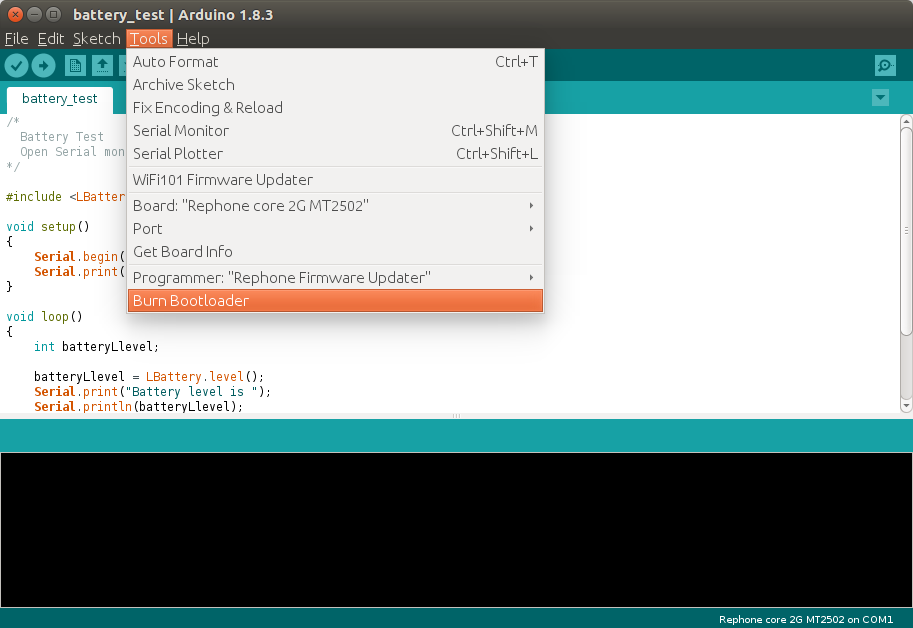 battery_test | Arduino 1.8.3
File Edit Sketch Tools Help
Auto Format Ctrl+T
Archive Sketch
Fix Encoding & Reload
Serial Monitor Ctrl+Shift+M
Serial Plotter Ctrl+Shift+L
WiFi101 Firmware Updater
Board: "Rephone core 2G MT2502"
Port
Get Board Info
Programmer: "Rephone Firmware Updater"
Burn Bootloader
battery_test
/*
Battery Test
Open Serial mon
*/
#include <LBatter
void setup()
{
Serial.begin(
Serial.print(
}
void loop()
{
int batteryLlevel;
batteryLlevel = LBattery.level();
Serial.print("Battery level is ");
Serial.println(batteryLlevel);
Rephone core 2G MT2502 on COM1